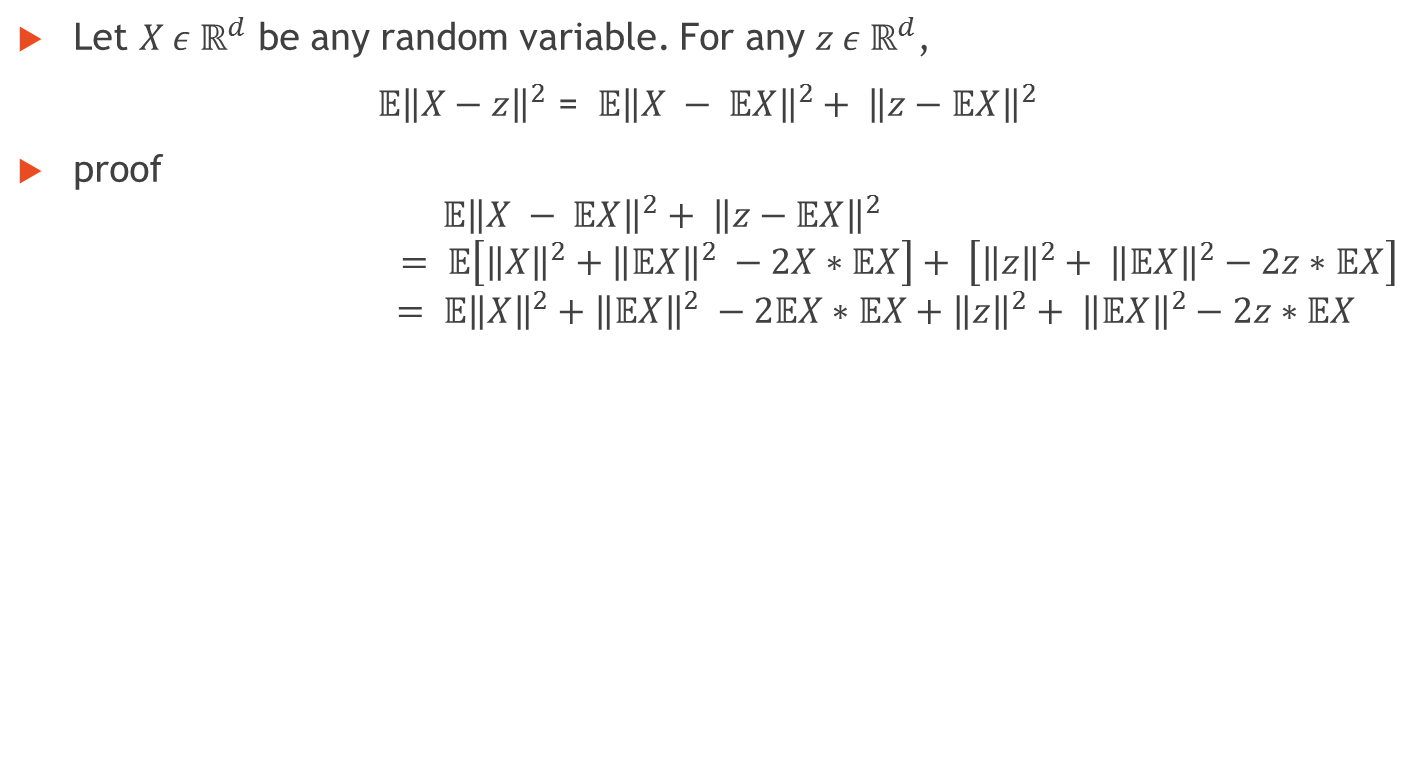 Let 𝑋 𝜖 ℝ^𝑑 be any random variable. For any 𝑧 𝜖 ℝ^𝑑,
𝔼‖𝑋 − 𝑧‖² = 𝔼‖𝑋 − 𝔼𝑋‖² + ‖𝑧 − 𝔼𝑋‖²
proof
𝔼‖𝑋 − 𝔼𝑋‖² + ‖𝑧 − 𝔼𝑋‖²
= 𝔼[‖𝑋‖² + ‖𝔼𝑋‖² − 2𝑋 ∗ 𝔼𝑋] + [‖𝑧‖² + ‖𝔼𝑋‖² − 2𝑧 ∗ 𝔼𝑋]
= 𝔼‖𝑋‖² + ‖𝔼𝑋‖² − 2𝔼𝑋 ∗ 𝔼𝑋 + ‖𝑧‖² + ‖𝔼𝑋‖² − 2𝑧 ∗ 𝔼𝑋